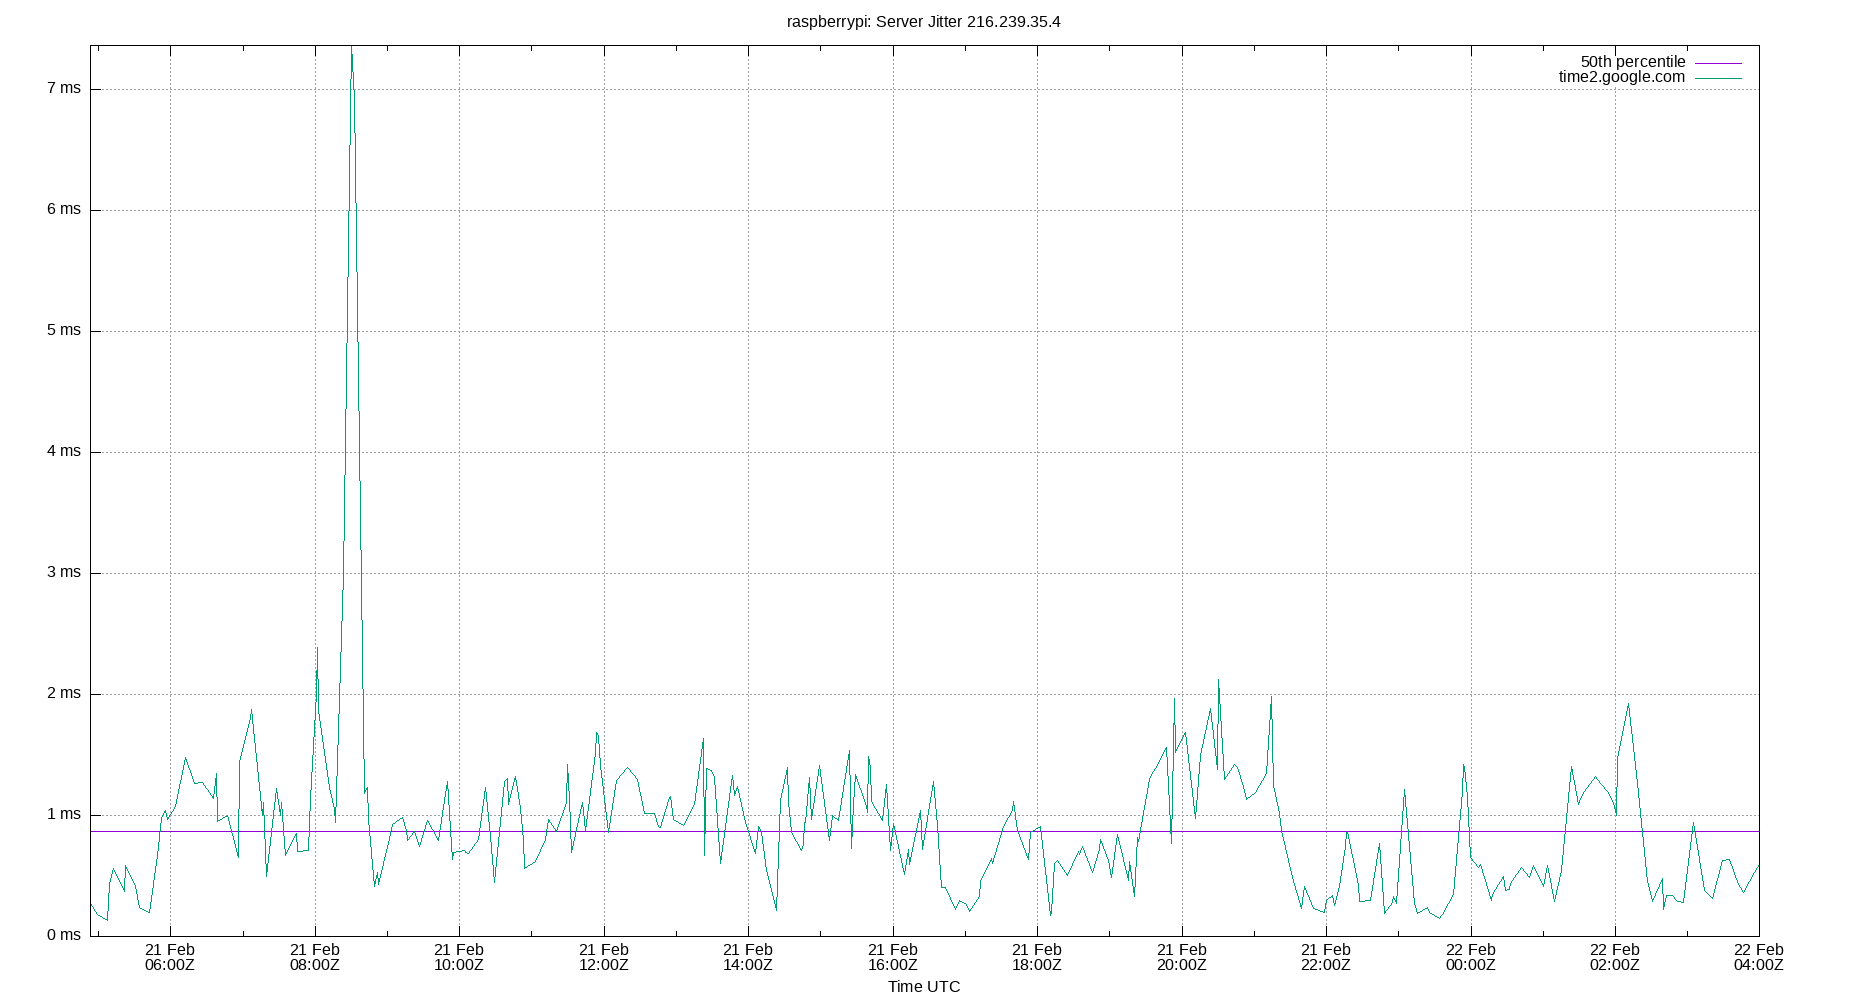 raspberrypi: Server Jitter 216.239.35.4
50th percentile
time2.google.com
7 ms
6 ms
5 ms
4 ms
3 ms
2 ms
1 ms
0 ms
21 Feb 21 Feb 21 Feb 21 Feb 21 Feb 21 Feb 21 Feb 21 Feb 21 Feb 22 Feb 22 Feb 22 Feb
06:00Z 08:00Z 10:00Z 12:00Z 14:00Z 16:00Z 18:00Z 20:00Z 22:00Z 00:00Z 02:00Z 04:00Z
Time UTC